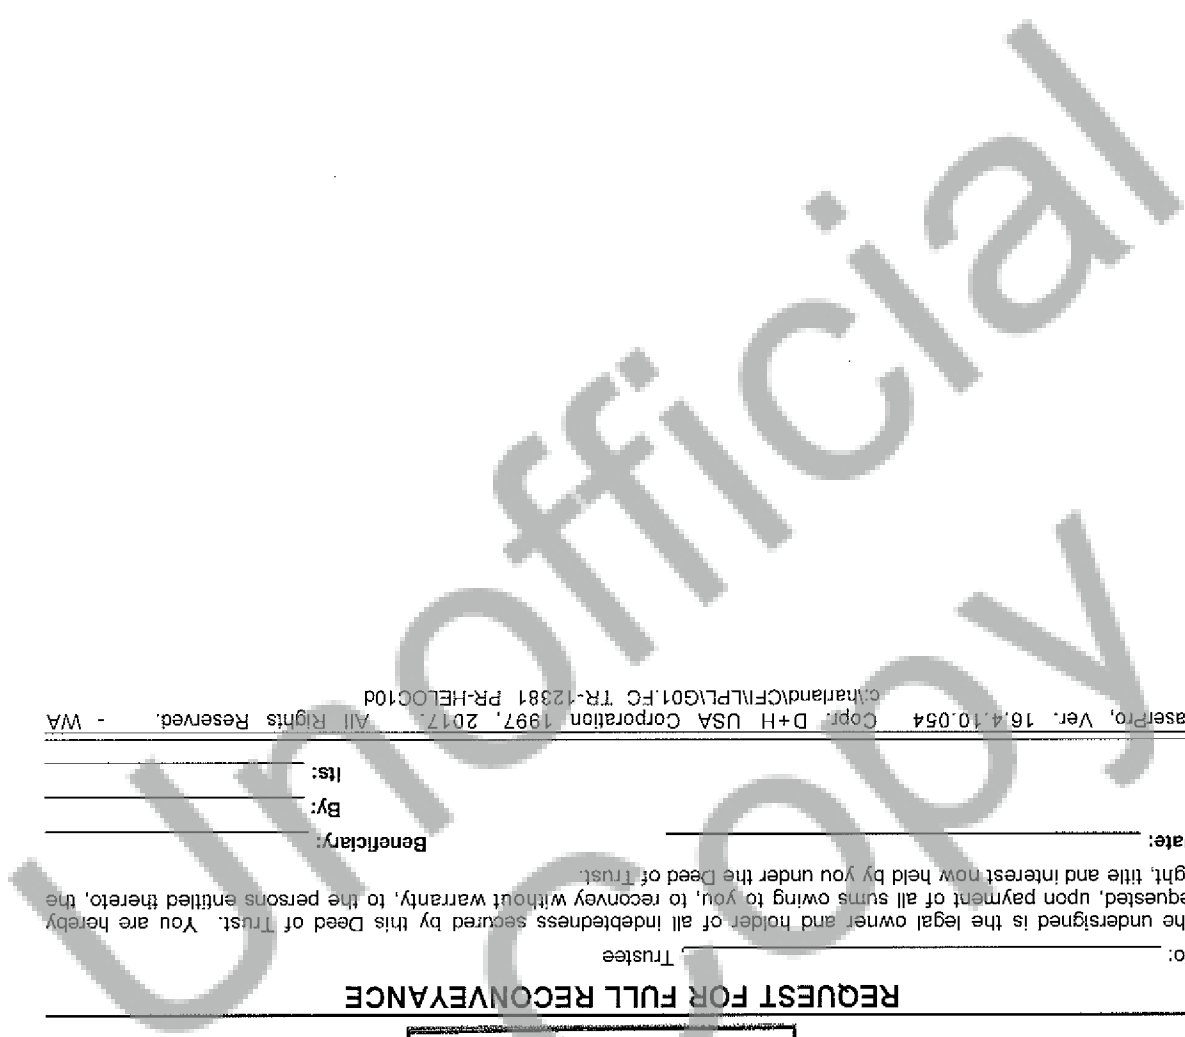 REQUEST FOR FULL RECONVEYANCE
o: , Trustee
he undersigned is the legal owner and holder of all indebtedness secured by this Deed of Trust. You are hereby
equested, upon payment of all sums owing to you, to reconvey without warranty, to the persons entitled thereto, the
ght, title and interest now held by you under the Deed of Trust.
ate: Beneficiary:
By:
Its:
aserPro, Ver. 16.4.10.054 Copr. D+H USA Corporation 1997, 2017. All Rights Reserved. - WA
c:\harland\CFI\LPL\G01.FC TR-12381 PR-HELOC10d
Unofficial
Copy